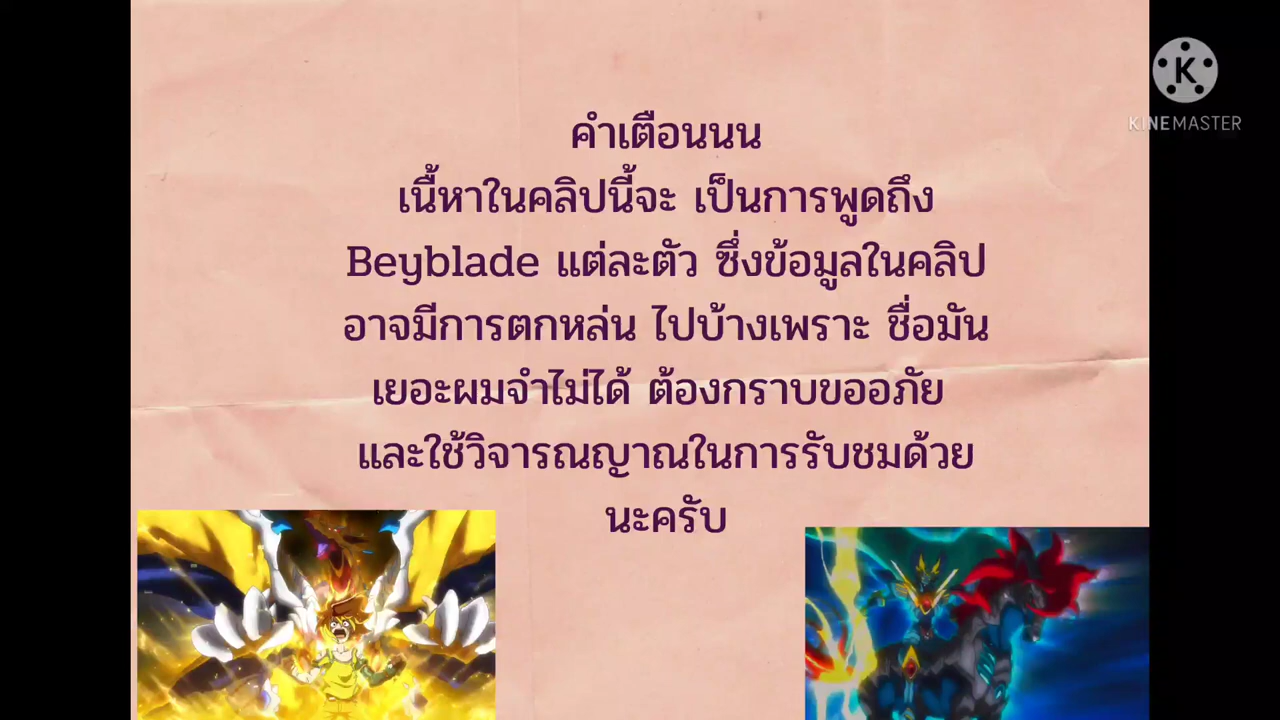 คำเตือนนน
เนื้หาในคลิปนี้จะ เป็นการพูดถึง
Beyblade แต่ละตัว ซึ่งข้อมูลในคลิป
อาจมีการตกหล่น ไปบ้างเพราะ ชื่อมัน
เยอะผมจำไม่ได้ ต้องกราบขออภัย
และใช้วิจารณญาณในการรับชมด้วย
นะครับ
K
KINEMASTER